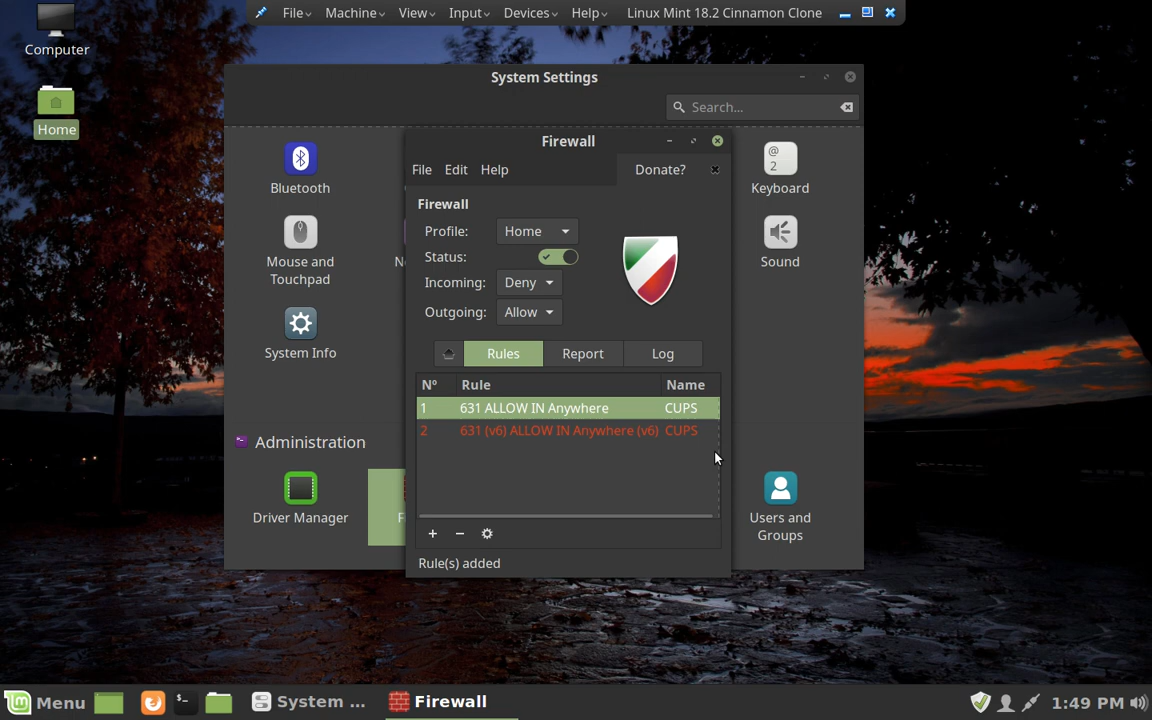 File Machine View Input Devices Help Linux Mint 18.2 Cinnamon Clone
Computer
Home
System Settings
Search...
Bluetooth
Mouse and
Touchpad
System Info
Administration
Driver Manager
Keyboard
@
2
Sound
Users and
Groups
Firewall
File Edit Help
Donate?
Firewall
Profile: Home
Status:
Incoming: Deny
Outgoing: Allow
Rules Report Log
Nº Rule Name
1 631 ALLOW IN Anywhere CUPS
2 631 (v6) ALLOW IN Anywhere (v6) CUPS
Rule(s) added
Menu System ... Firewall 1:49 PM